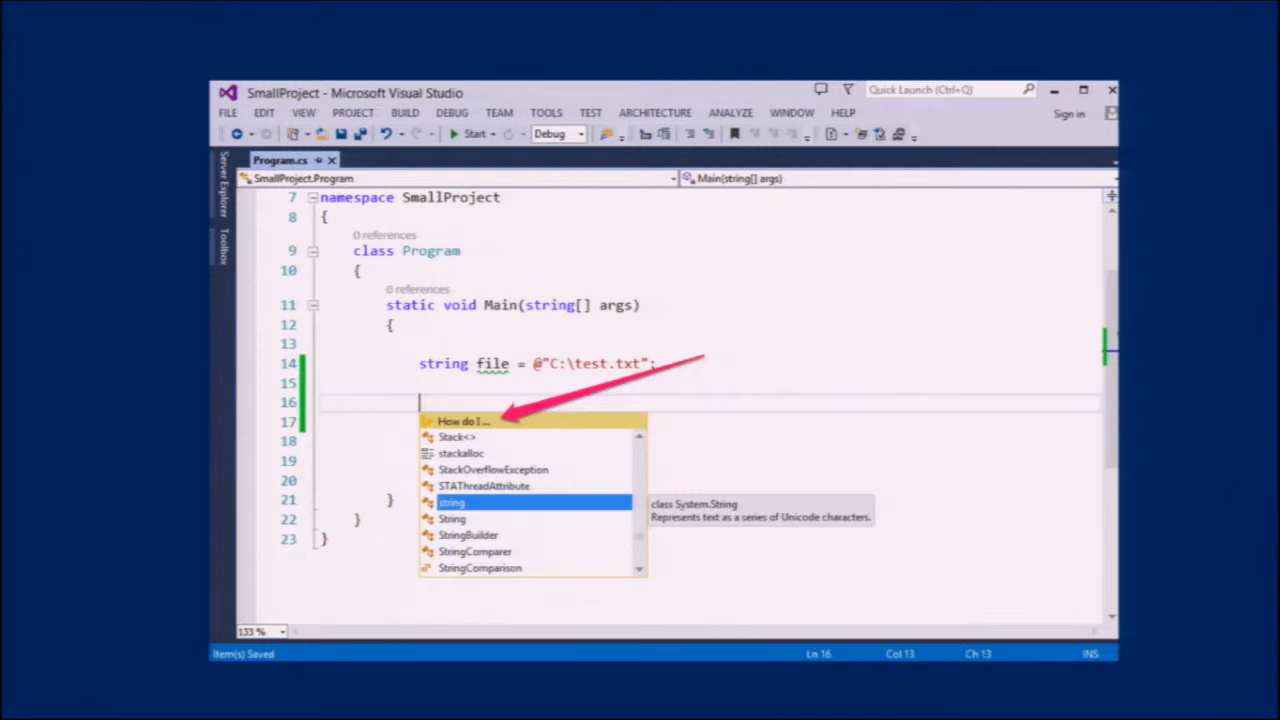 SmallProject - Microsoft Visual Studio
Quick Launch (Ctrl+Q)
FILE EDIT VIEW PROJECT BUILD DEBUG TEAM TOOLS TEST ARCHITECTURE ANALYZE WINDOW HELP Sign in
Start Debug
Server Explorer
Toolbox
Program.cs
SmallProject.Program Main(string[] args)
7 namespace SmallProject
8 {
0 references
9 class Program
10 {
0 references
11 static void Main(string[] args)
12 {
13
14 string file = @"C:\test.txt";
15
16
17
18
19
20
21 }
22 }
23 }
How do I ...
Stack<>
stackalloc
StackOverflowException
STAThreadAttribute
string
String
StringBuilder
StringComparer
StringComparison
class System.String
Represents text as a series of Unicode characters.
133 %
Item(s) Saved Ln 16 Col 13 Ch 13 INS